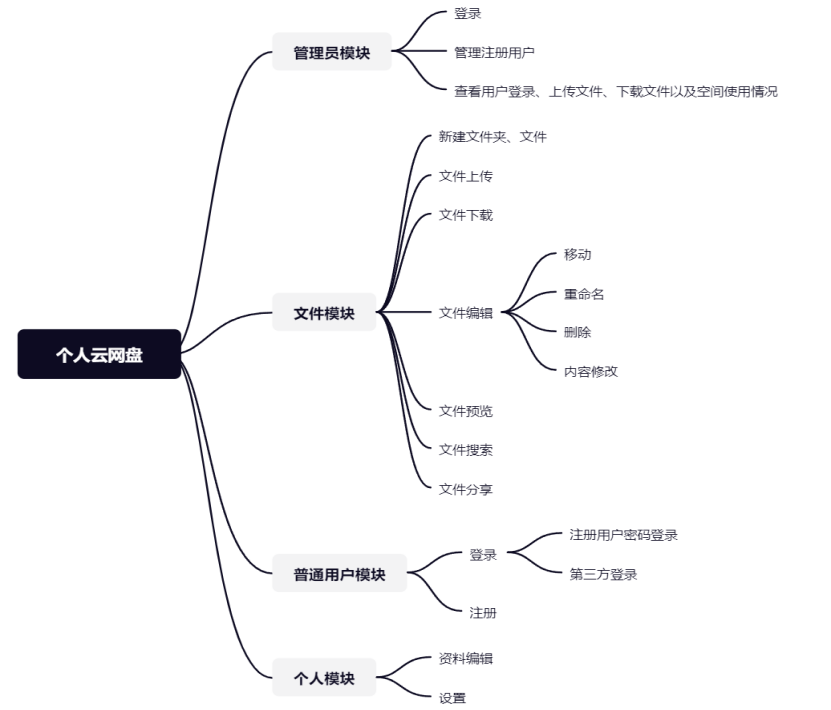 个人云网盘
管理员模块
登录
管理注册用户
查看用户登录、上传文件、下载文件以及空间使用情况
文件模块
新建文件夹、文件
文件上传
文件下载
文件编辑
移动
重命名
删除
内容修改
文件预览
文件搜索
文件分享
普通用户模块
登录
注册用户密码登录
第三方登录
注册
个人模块
资料编辑
设置